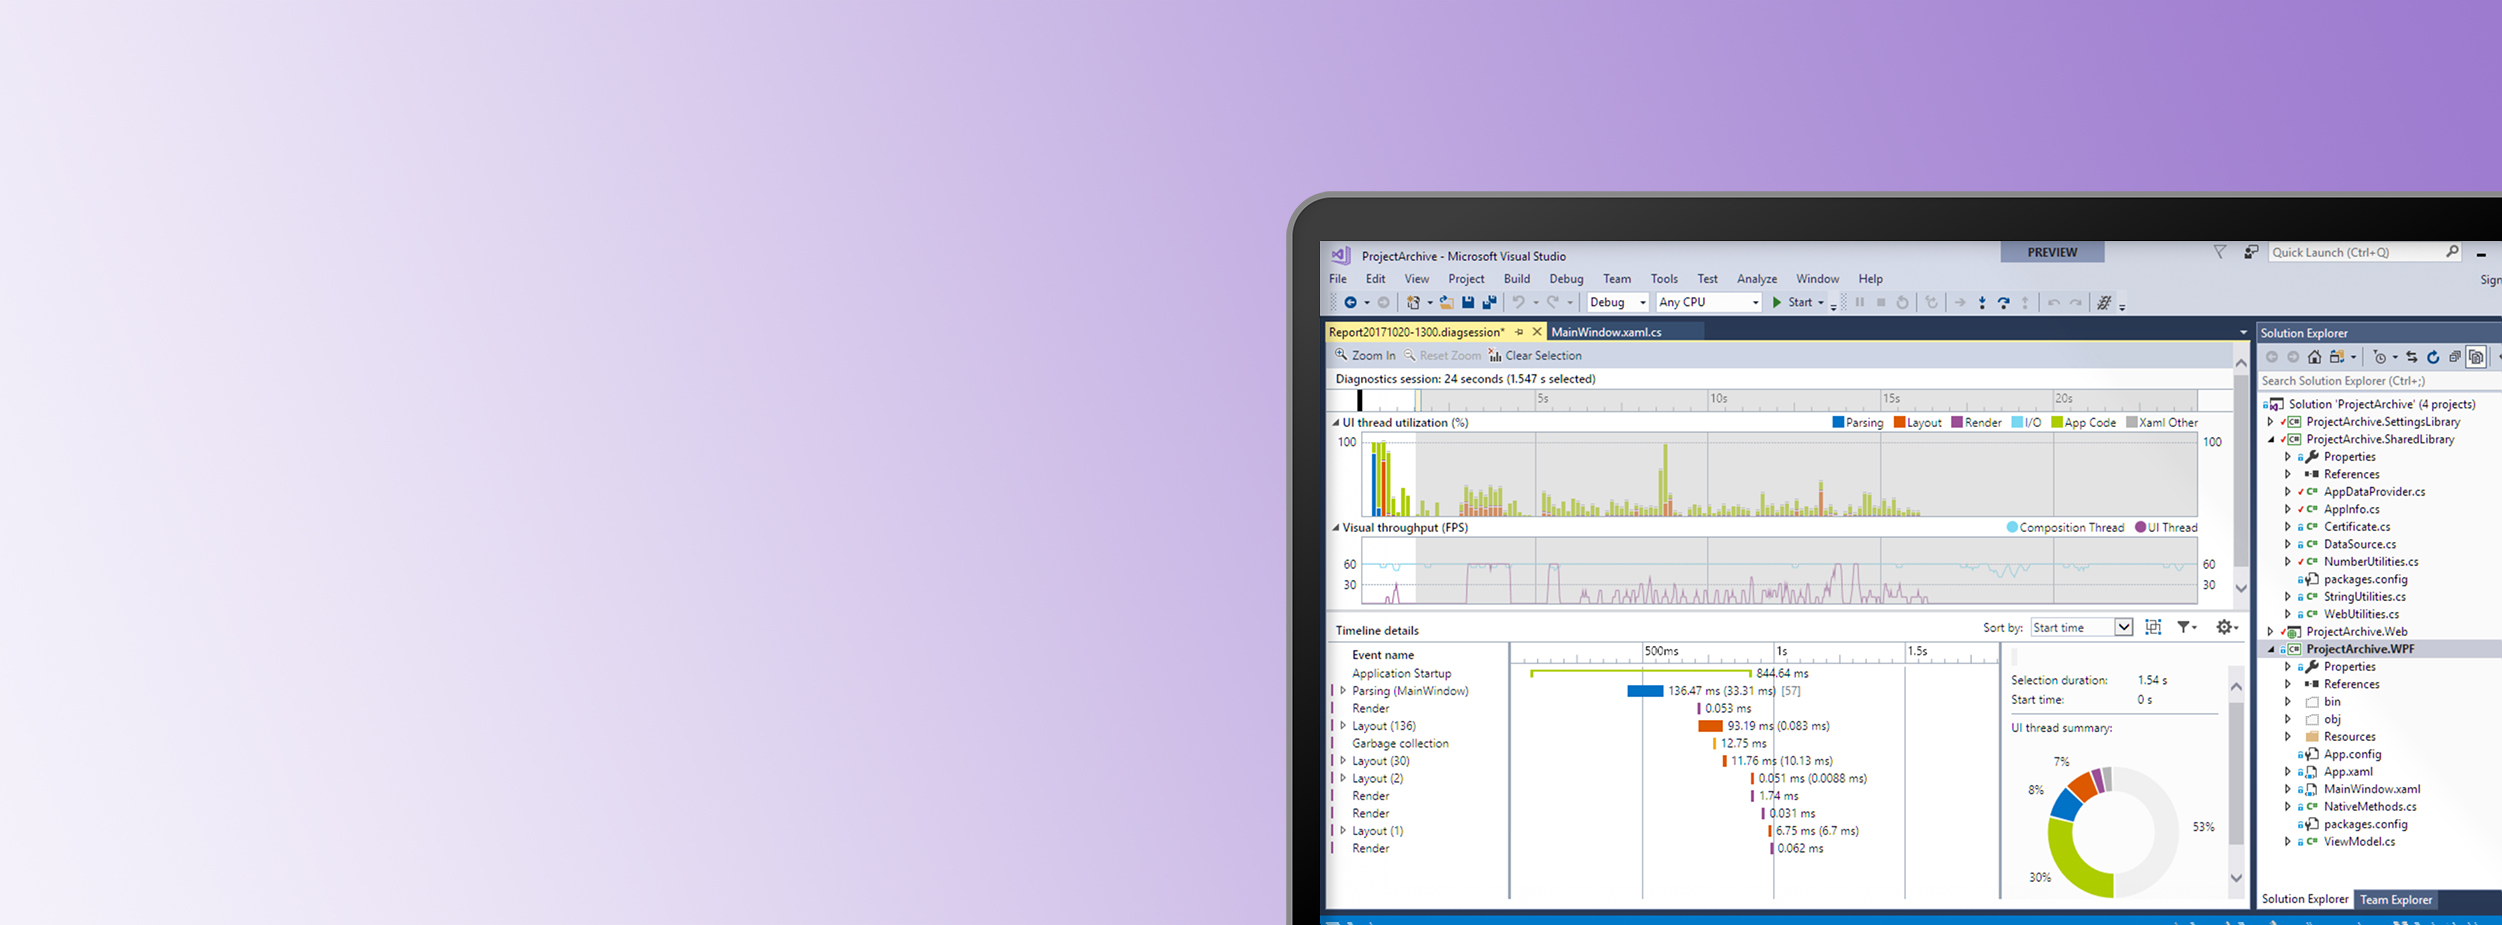 ProjectArchive - Microsoft Visual Studio
PREVIEW
Quick Launch (Ctrl+Q)
File Edit View Project Build Debug Team Tools Test Analyze Window Help
Sign
Debug Any CPU Start
Report20171020-1300.diagsession* MainWindow.xaml.cs
Zoom In Reset Zoom Clear Selection
Diagnostics session: 24 seconds (1.547 s selected)
5s 10s 15s 20s
UI thread utilization (%)
Parsing Layout Render I/O App Code Xaml Other
100 100
Visual throughput (FPS)
Composition Thread UI Thread
60 60
30 30
Timeline details
Sort by: Start time
Event name
500ms 1s 1.5s
Application Startup 844.64 ms
Parsing (MainWindow) 136.47 ms (33.31 ms) [57]
Render 0.053 ms
Layout (136) 93.19 ms (0.083 ms)
Garbage collection 12.75 ms
Layout (30) 11.76 ms (10.13 ms)
Layout (2) 0.051 ms (0.0088 ms)
Render 1.74 ms
Render 0.031 ms
Layout (1) 6.75 ms (6.7 ms)
Render 0.062 ms
Selection duration: 1.54 s
Start time: 0 s
UI thread summary:
7%
8%
53%
30%
Solution Explorer
Search Solution Explorer (Ctrl+;)
Solution 'ProjectArchive' (4 projects)
ProjectArchive.SettingsLibrary
ProjectArchive.SharedLibrary
Properties
References
AppDataProvider.cs
AppInfo.cs
Certificate.cs
DataSource.cs
NumberUtilities.cs
packages.config
StringUtilities.cs
WebUtilities.cs
ProjectArchive.Web
ProjectArchive.WPF
Properties
References
bin
obj
Resources
App.config
App.xaml
MainWindow.xaml
NativeMethods.cs
packages.config
ViewModel.cs
Solution Explorer Team Explorer